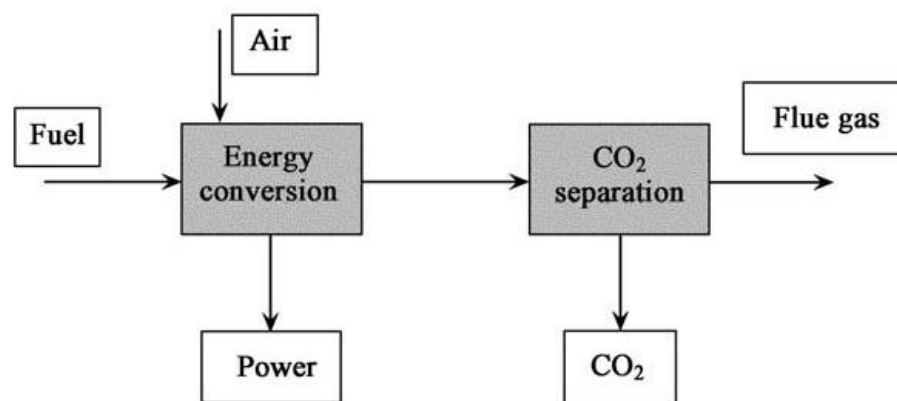 Air
Fuel
Energy
conversion
CO₂
separation
Flue gas
Power
CO₂